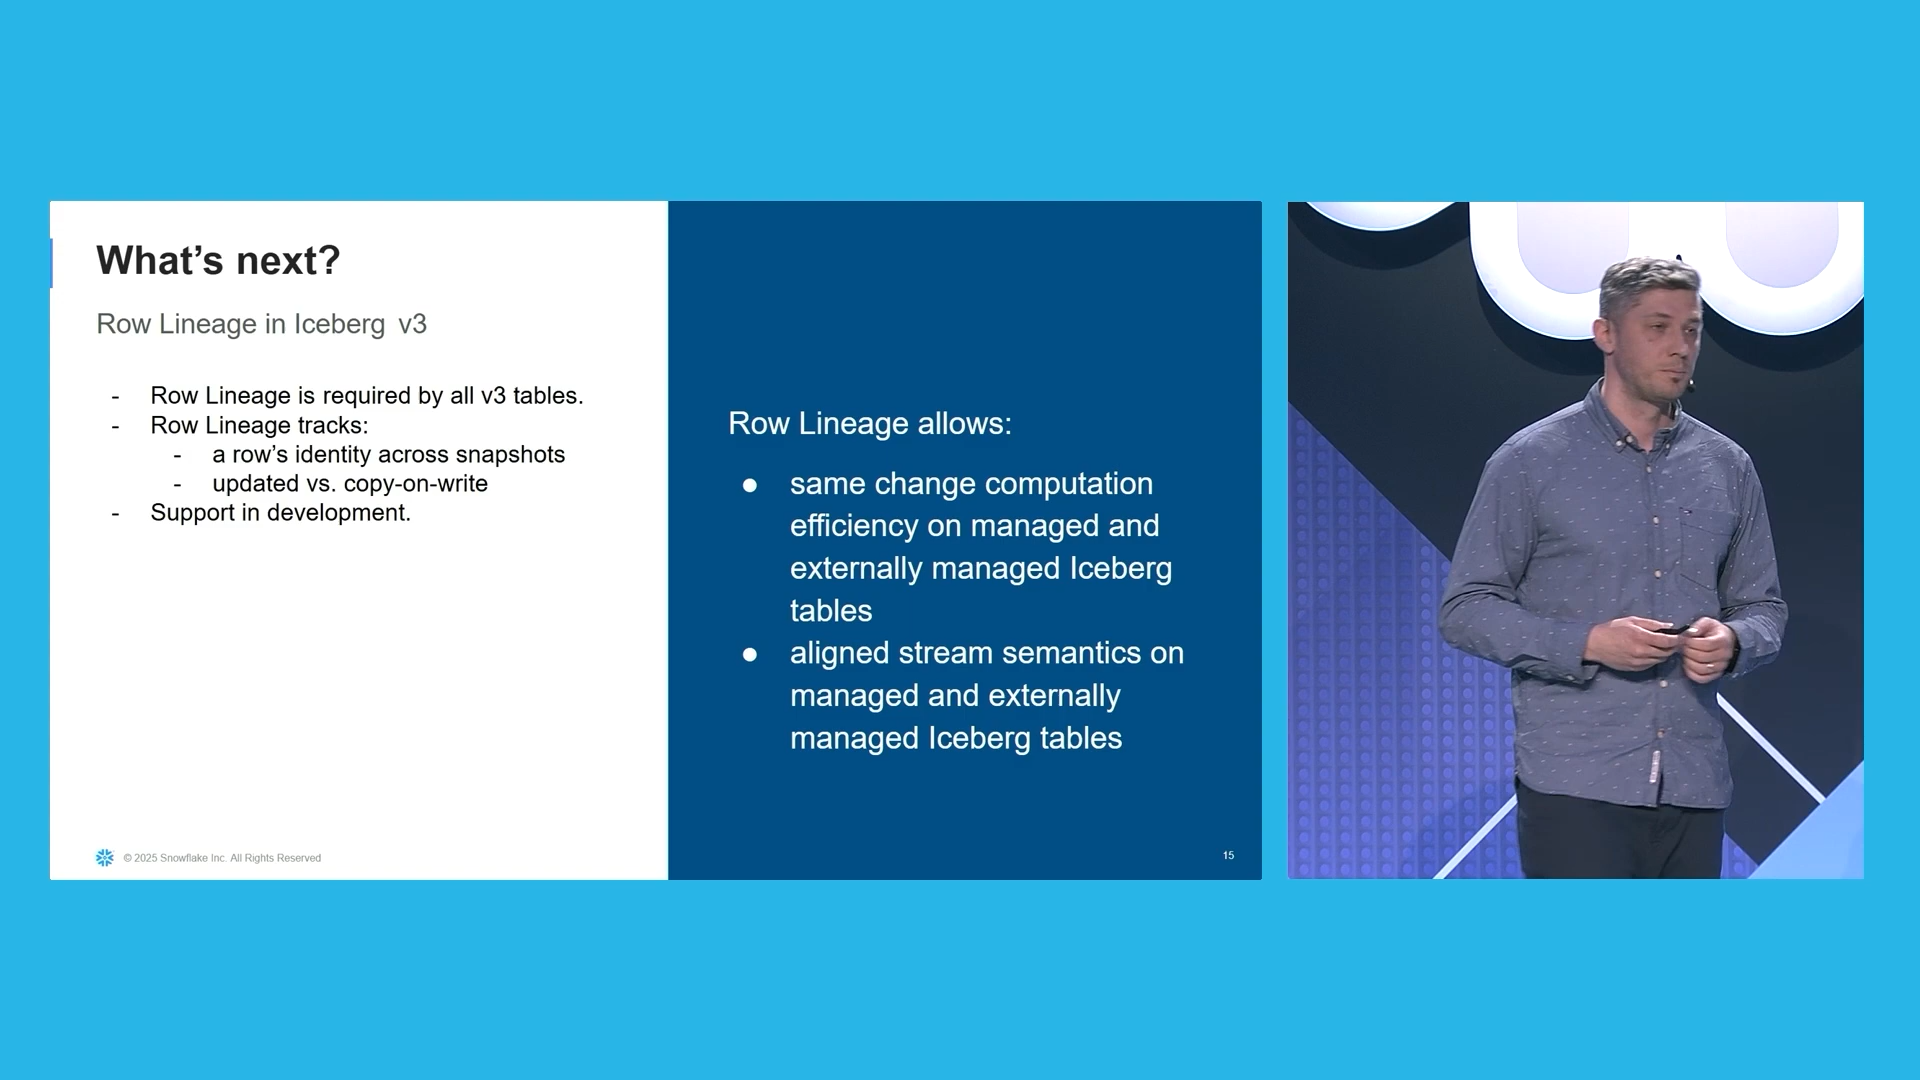 What’s next?
Row Lineage in Iceberg v3
- Row Lineage is required by all v3 tables.
- Row Lineage tracks:
- a row’s identity across snapshots
- updated vs. copy-on-write
- Support in development.
© 2025 Snowflake Inc. All Rights Reserved
Row Lineage allows:
● same change computation
efficiency on managed and
externally managed Iceberg
tables
● aligned stream semantics on
managed and externally
managed Iceberg tables
15